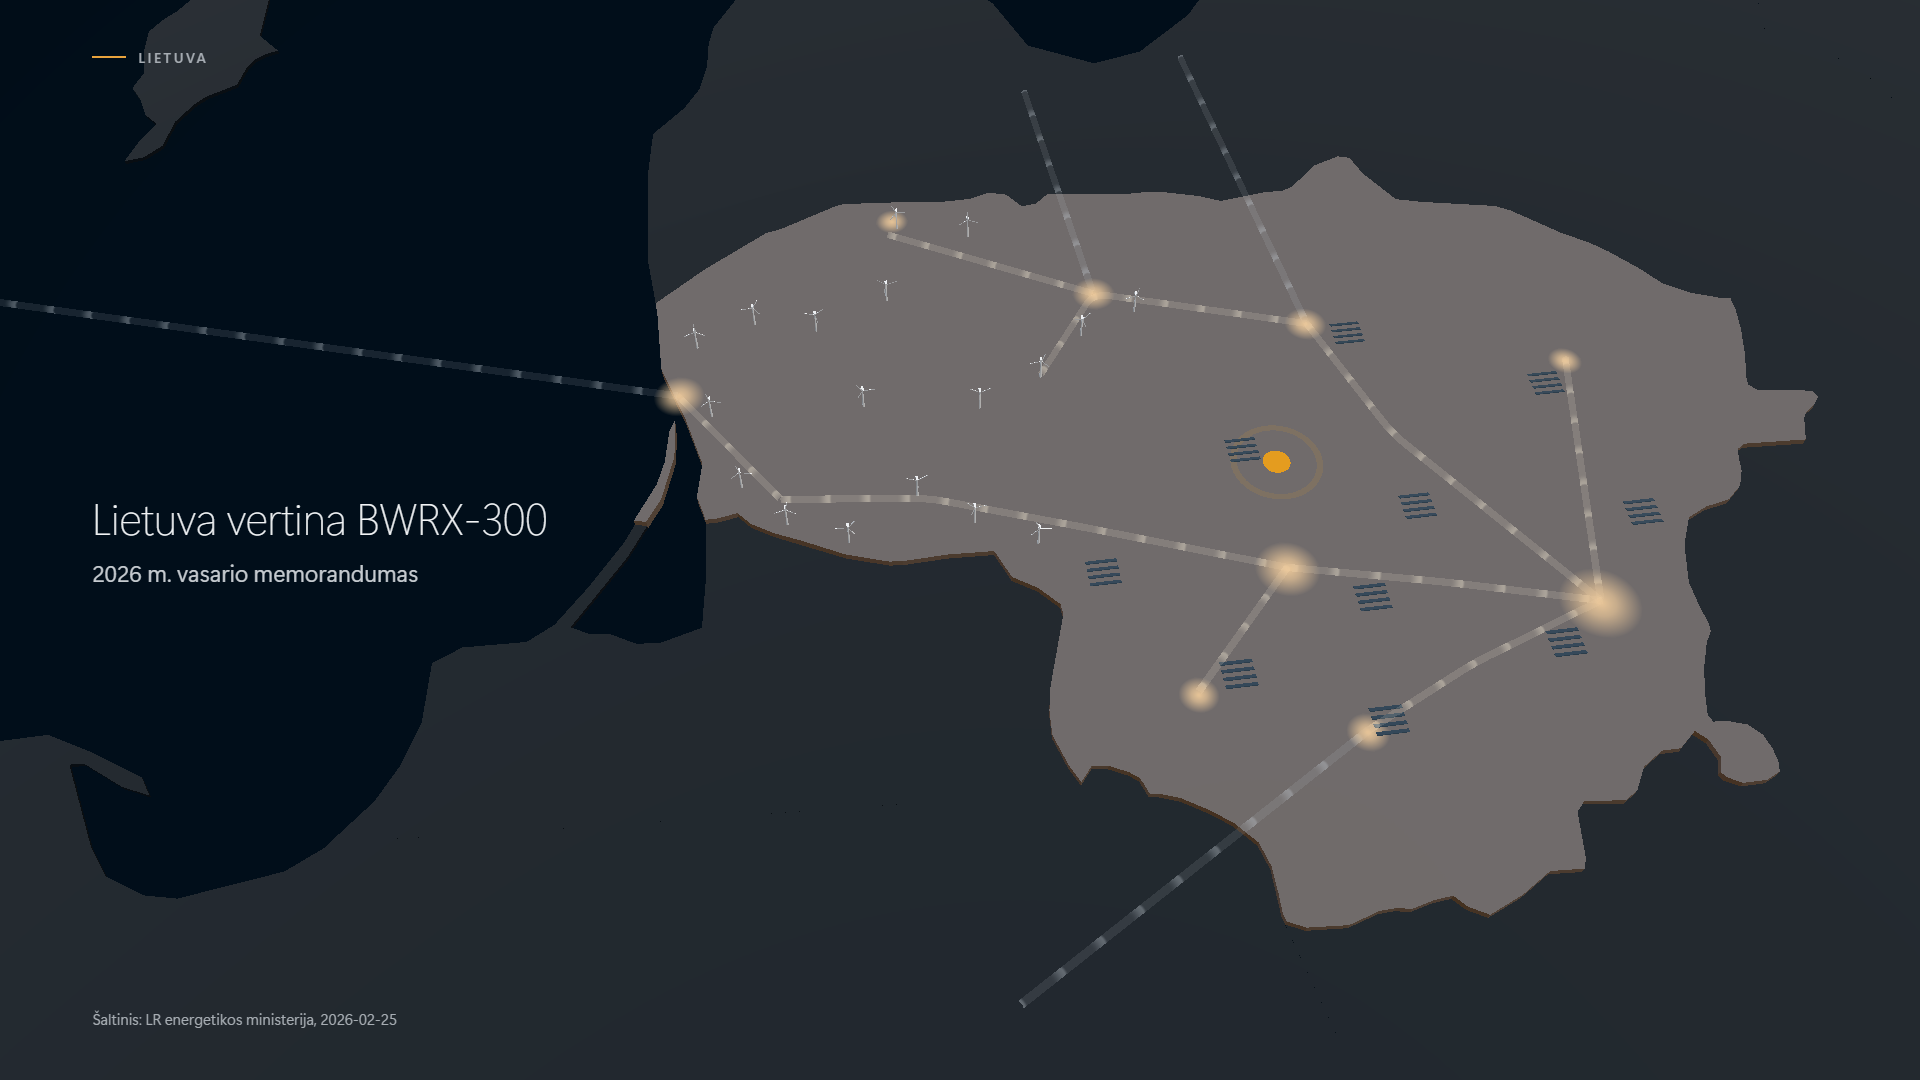 LIETUVA
Lietuva vertina BWRX-300
2026 m. vasario memorandumas
Šaltinis: LR energetikos ministerija, 2026-02-25